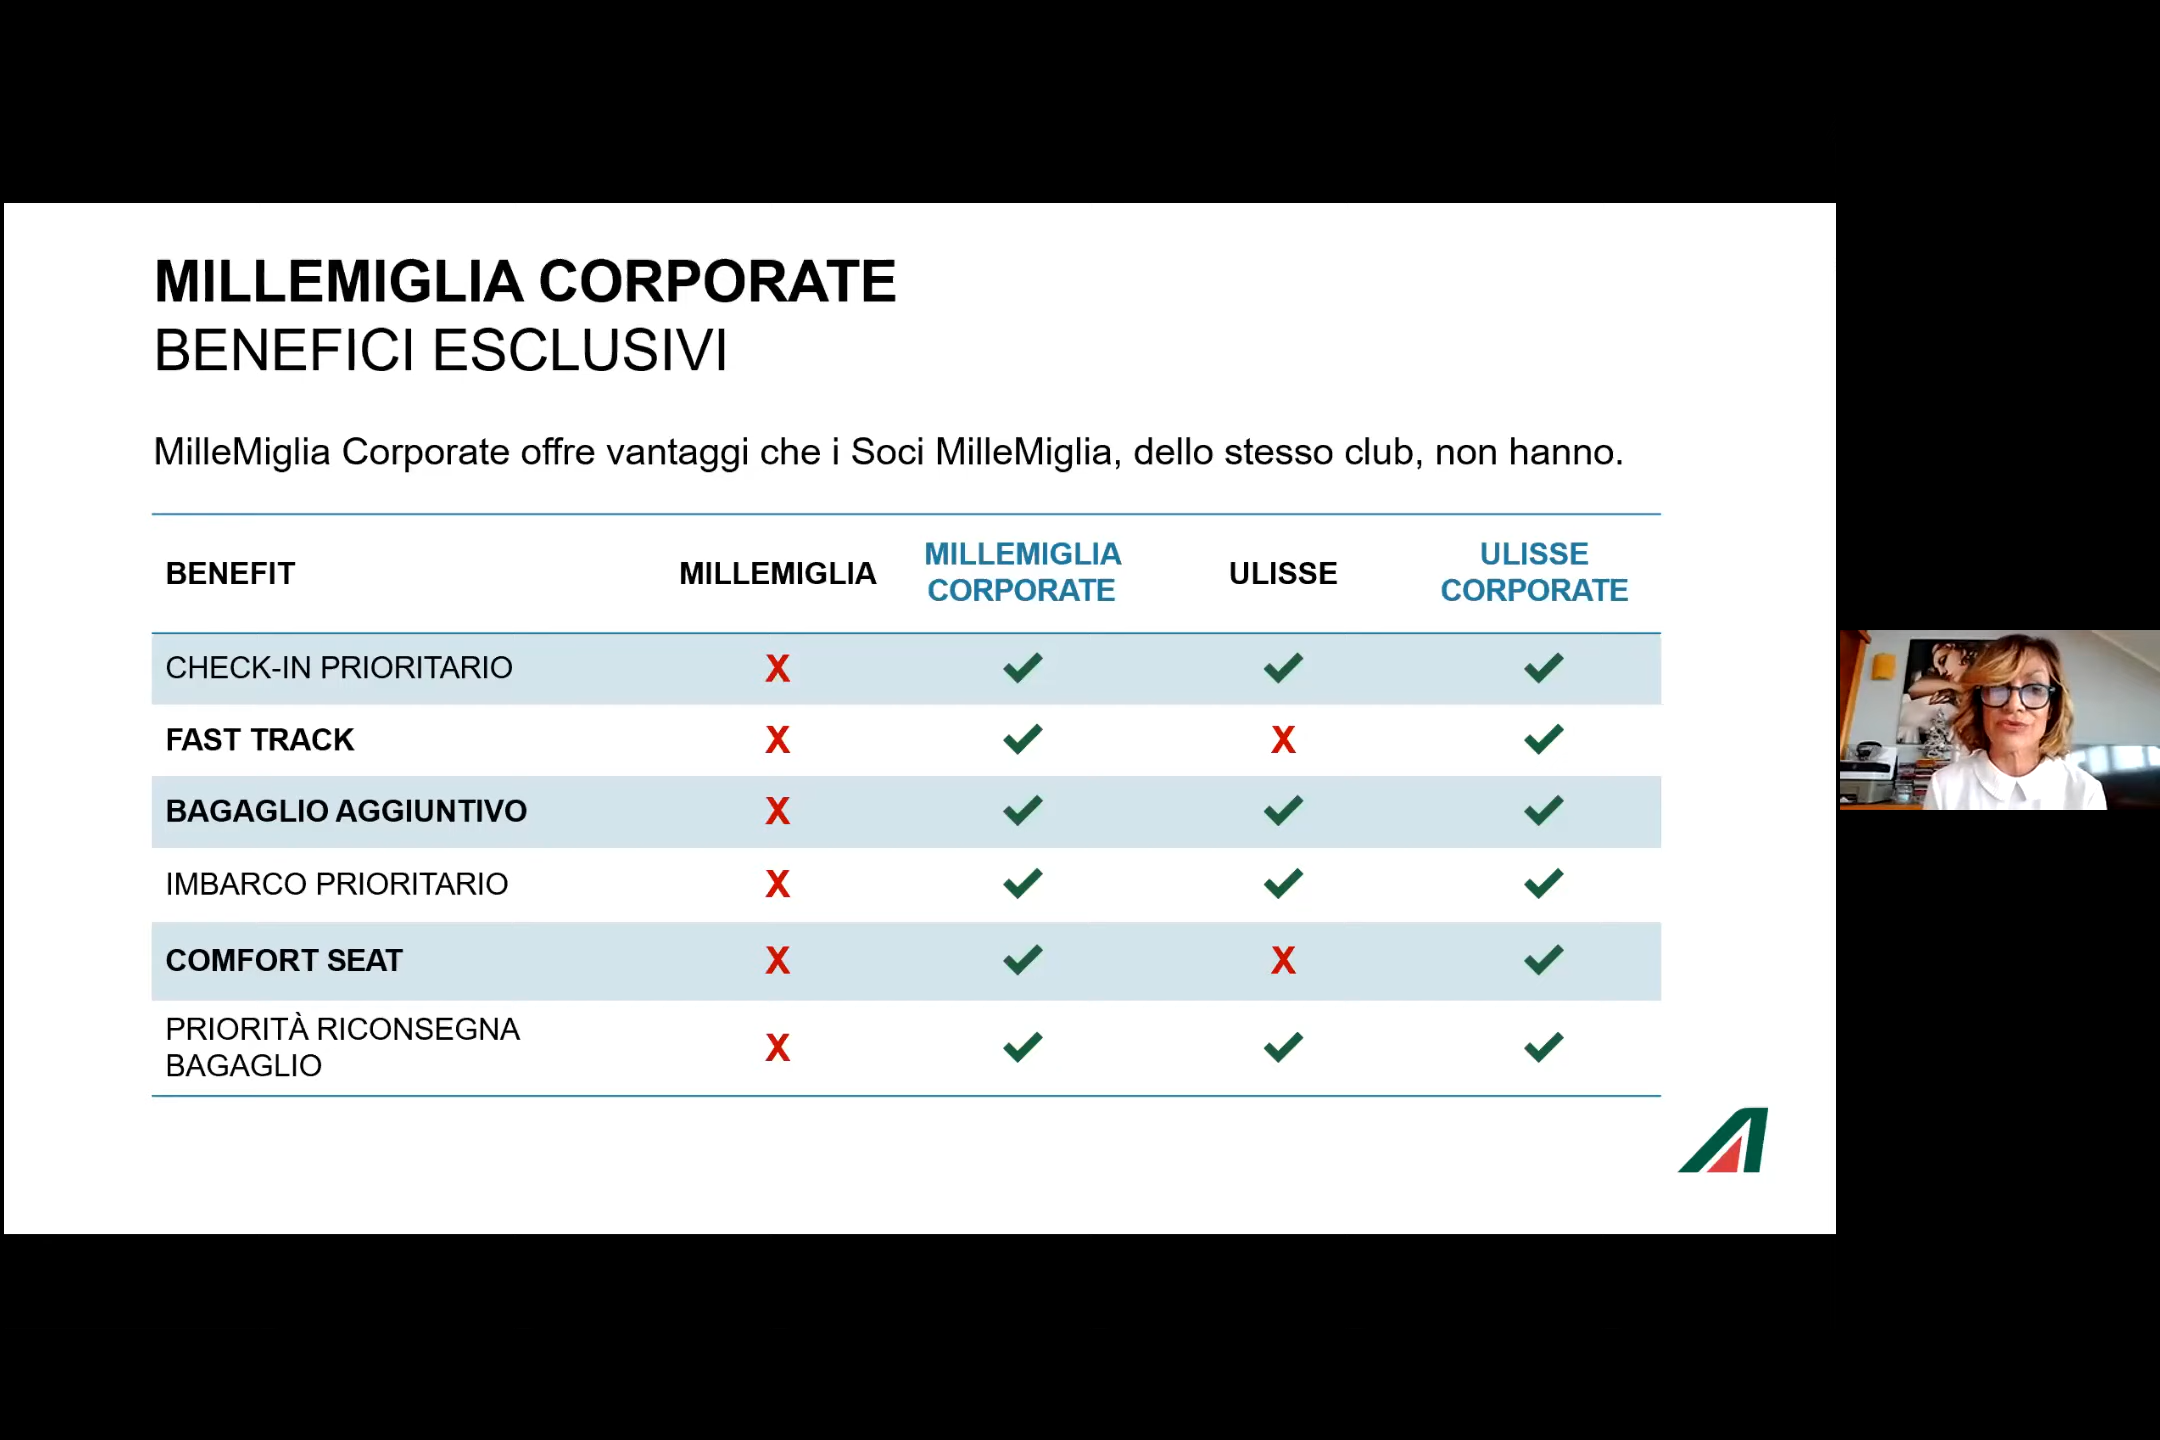 MILLEMIGLIA CORPORATE
BENEFICI ESCLUSIVI
MilleMiglia Corporate offre vantaggi che i Soci MilleMiglia, dello stesso club, non hanno.
BENEFIT MILLEMIGLIA MILLEMIGLIA CORPORATE ULISSE ULISSE CORPORATE
CHECK-IN PRIORITARIO X ✔ ✔ ✔
FAST TRACK X ✔ X ✔
BAGAGLIO AGGIUNTIVO X ✔ ✔ ✔
IMBARCO PRIORITARIO X ✔ ✔ ✔
COMFORT SEAT X ✔ X ✔
PRIORITÀ RICONSEGNA
BAGAGLIO X ✔ ✔ ✔